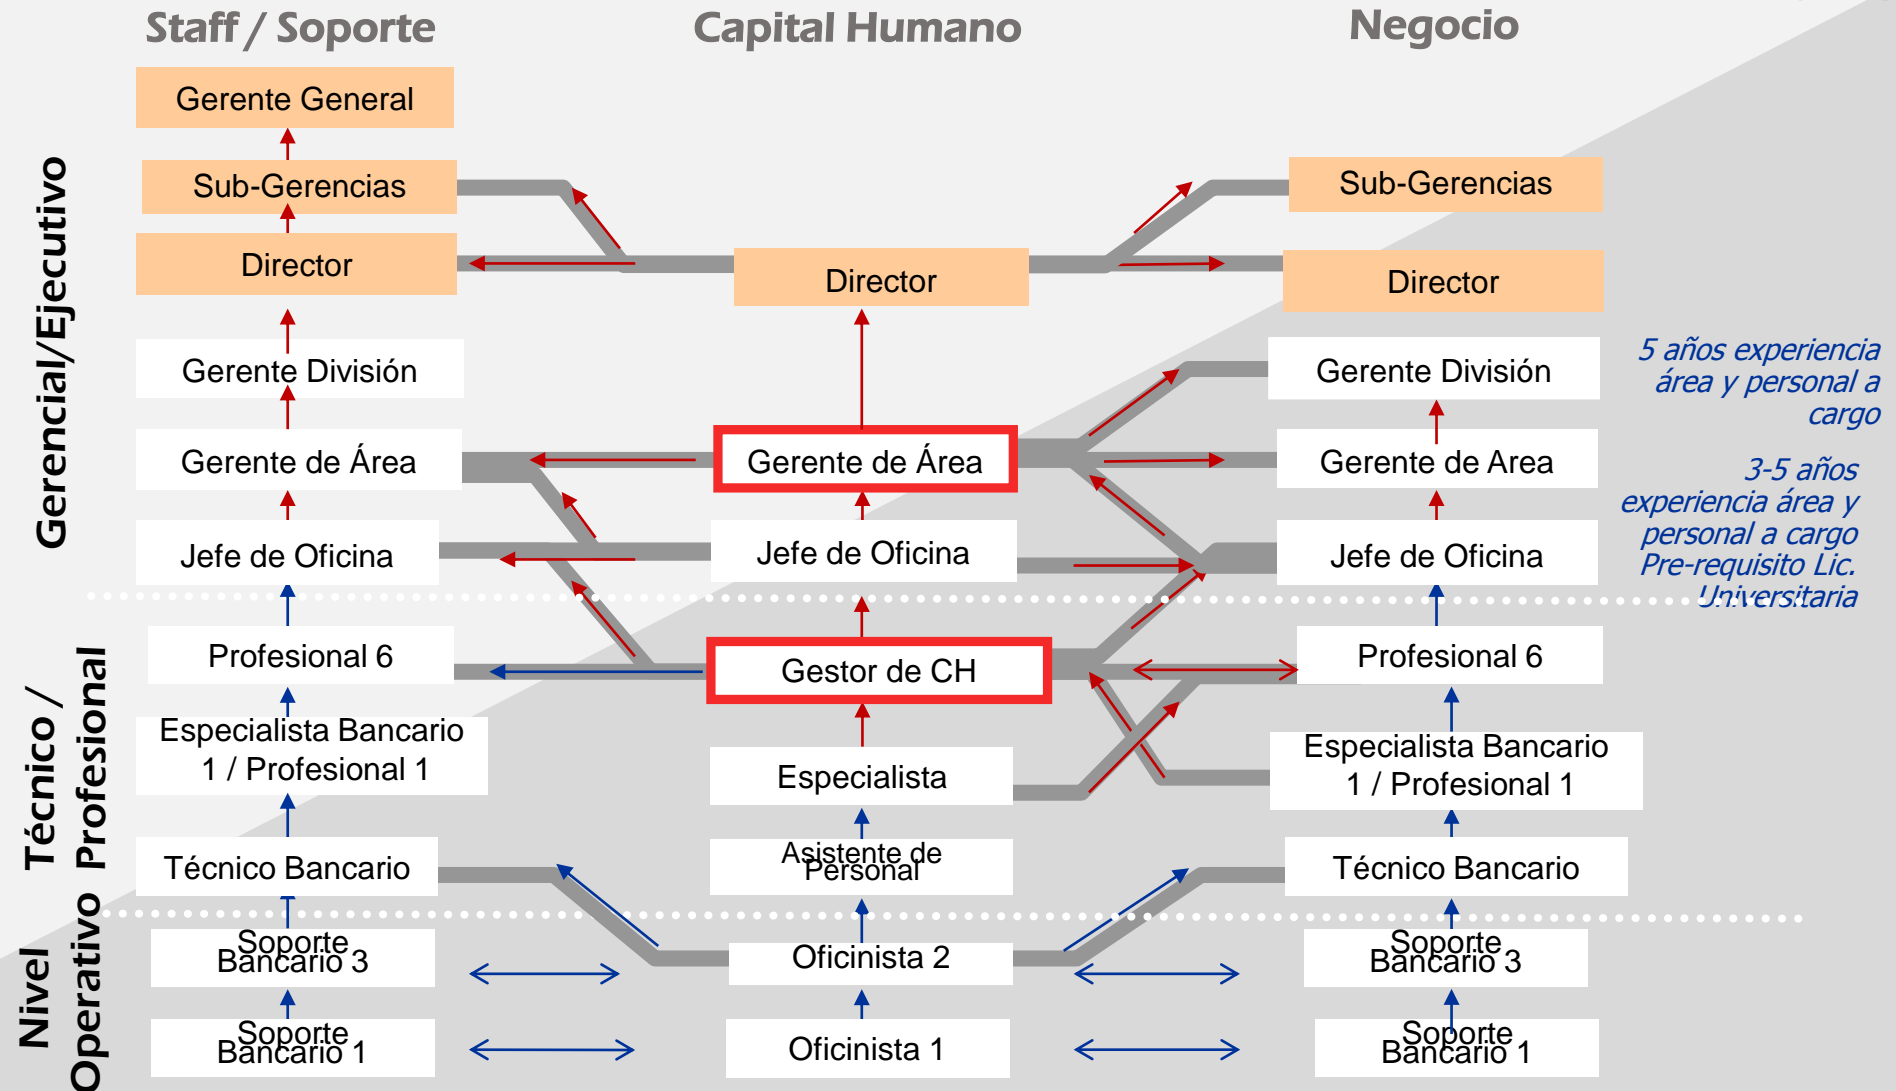 Staff / Soporte
Capital Humano
Negocio
Gerencial/Ejecutivo
Técnico /
Profesional
Nivel
Operativo
Gerente General
Sub-Gerencias
Director
Gerente División
Gerente de Área
Jefe de Oficina
Profesional 6
Especialista Bancario
1 / Profesional 1
Técnico Bancario
Soporte
Bancario 3
Soporte
Bancario 1
Director
Gerente de Área
Jefe de Oficina
Gestor de CH
Especialista
Asistente de
Personal
Oficinista 2
Oficinista 1
Sub-Gerencias
Director
Gerente División
Gerente de Area
Jefe de Oficina
Profesional 6
Especialista Bancario
1 / Profesional 1
Técnico Bancario
Soporte
Bancario 3
Soporte
Bancario 1
5 años experiencia
área y personal a
cargo
3-5 años
experiencia área y
personal a cargo
Pre-requisito Lic.
Universitaria